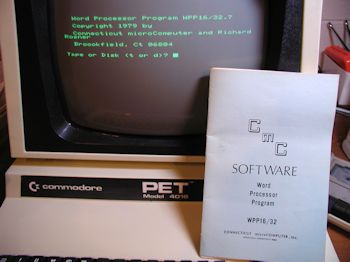 Word Processor Program WPP16/32.7
Copyright 1979 by
Connecticut microComputer and Richard
Rosner
Brookfield, Ct 06804
Tape or Disk (t or d)?
commodore
PET
Model 4016
CmC
SOFTWARE
Word
Processor
Program
WPP16/32
CONNECTICUT microCOMPUTER, Inc.